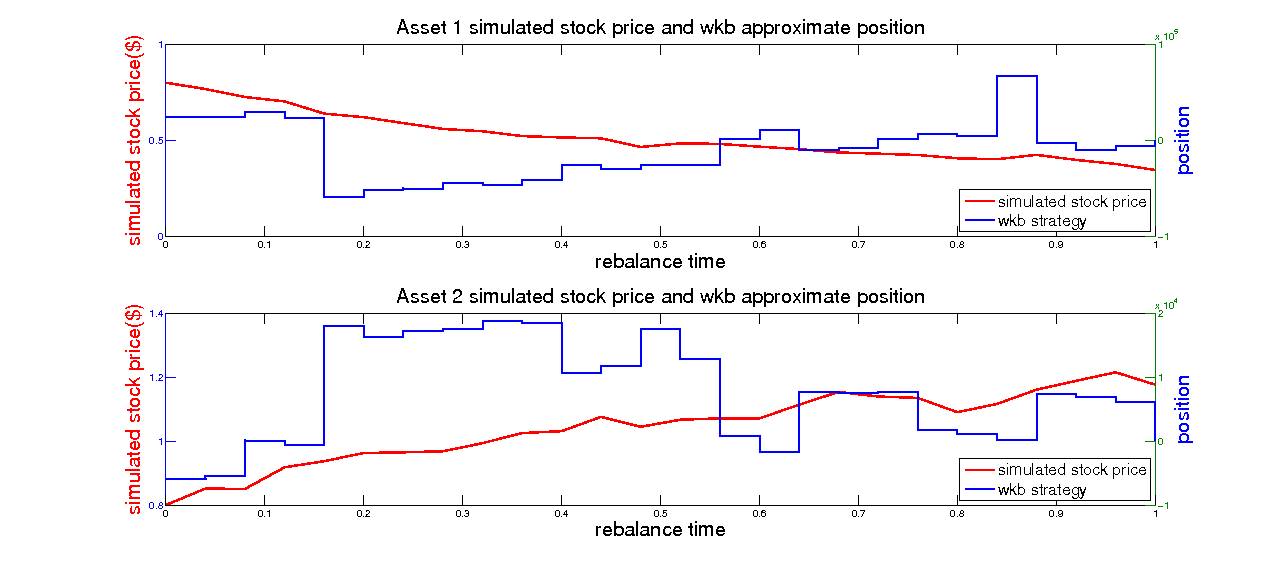 Asset 1 simulated stock price and wkb approximate position
x 10^5
simulated stock price($)
1
0.5
0
1
0
-1
position
simulated stock price
wkb strategy
0 0.1 0.2 0.3 0.4 0.5 0.6 0.7 0.8 0.9 1
rebalance time
Asset 2 simulated stock price and wkb approximate position
x 10^4
simulated stock price($)
1.4
1.2
1
0.8
2
1
0
-1
position
simulated stock price
wkb strategy
0 0.1 0.2 0.3 0.4 0.5 0.6 0.7 0.8 0.9 1
rebalance time